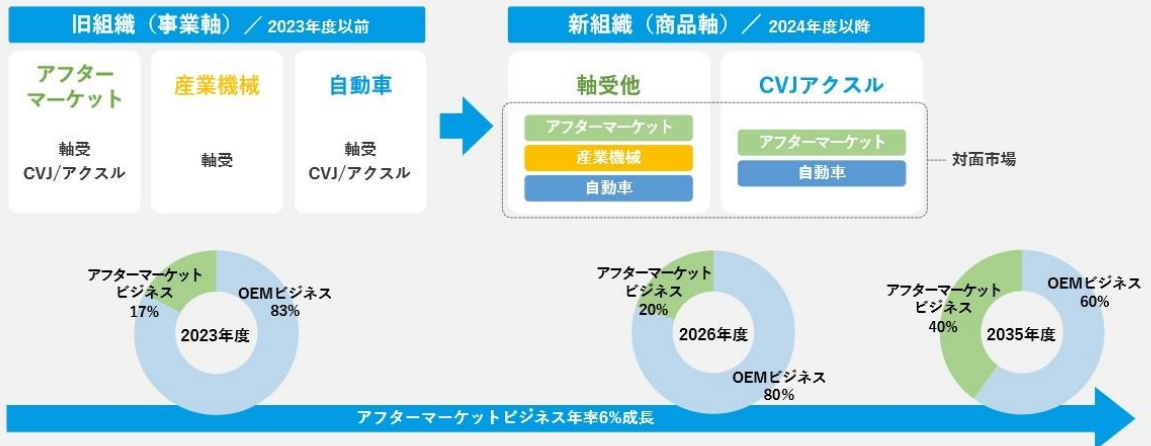 旧組織（事業軸）／2023年度以前
アフター
マーケット
軸受
CVJ/アクスル
産業機械
軸受
自動車
軸受
CVJ/アクスル
新組織（商品軸）／2024年度以降
軸受他
アフターマーケット
産業機械
自動車
CVJアクスル
アフターマーケット
自動車
対面市場
アフターマーケット
ビジネス
17%
OEMビジネス
83%
2023年度
アフターマーケット
ビジネス
20%
2026年度
OEMビジネス
80%
アフターマーケット
ビジネス
40%
OEMビジネス
60%
2035年度
アフターマーケットビジネス年率6%成長